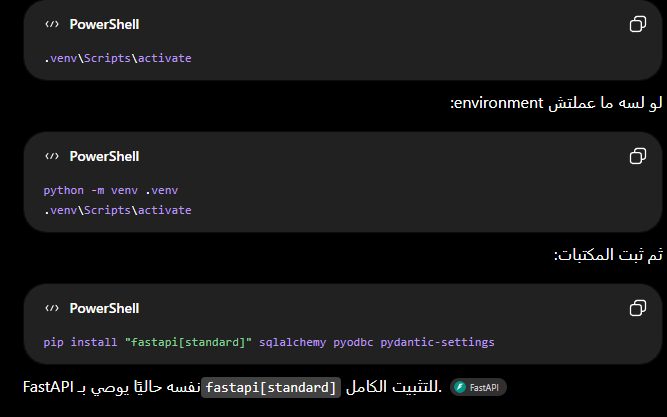 PowerShell
.venv\Scripts\activate
لو لسه ما عملتش environment:
PowerShell
python -m venv .venv
.venv\Scripts\activate
ثم ثبت المكتبات:
PowerShell
pip install "fastapi[standard]" sqlalchemy pyodbc pydantic-settings
FastAPI نفسه حاليًا يوصي بـ fastapi[standard] للتثبيت الكامل. FastAPI